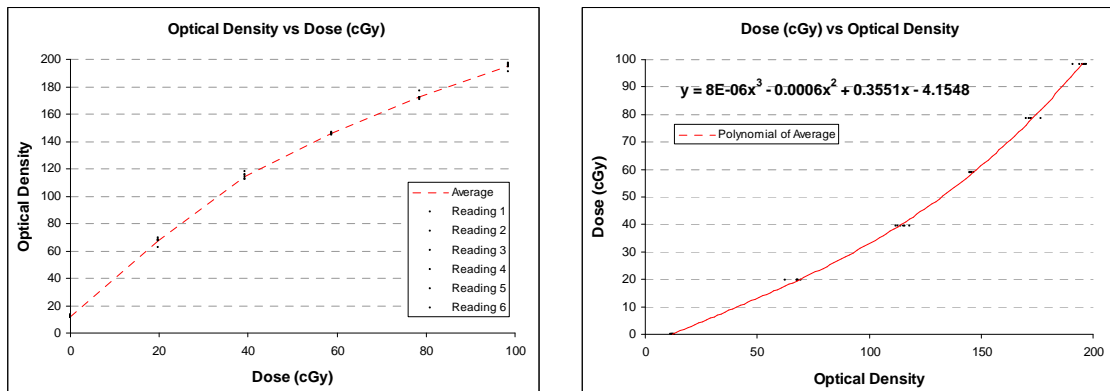 Optical Density vs Dose (cGy)
200
180
160
140
120
100
80
60
40
20
0
Optical Density
Average
Reading 1
Reading 2
Reading 3
Reading 4
Reading 5
Reading 6
0 20 40 60 80 100
Dose (cGy)
Dose (cGy) vs Optical Density
100
90
80
70
60
50
40
30
20
10
0
Dose (cGy)
y = 8E-06x³ - 0.0006x² + 0.3551x - 4.1548
Polynomial of Average
0 50 100 150 200
Optical Density